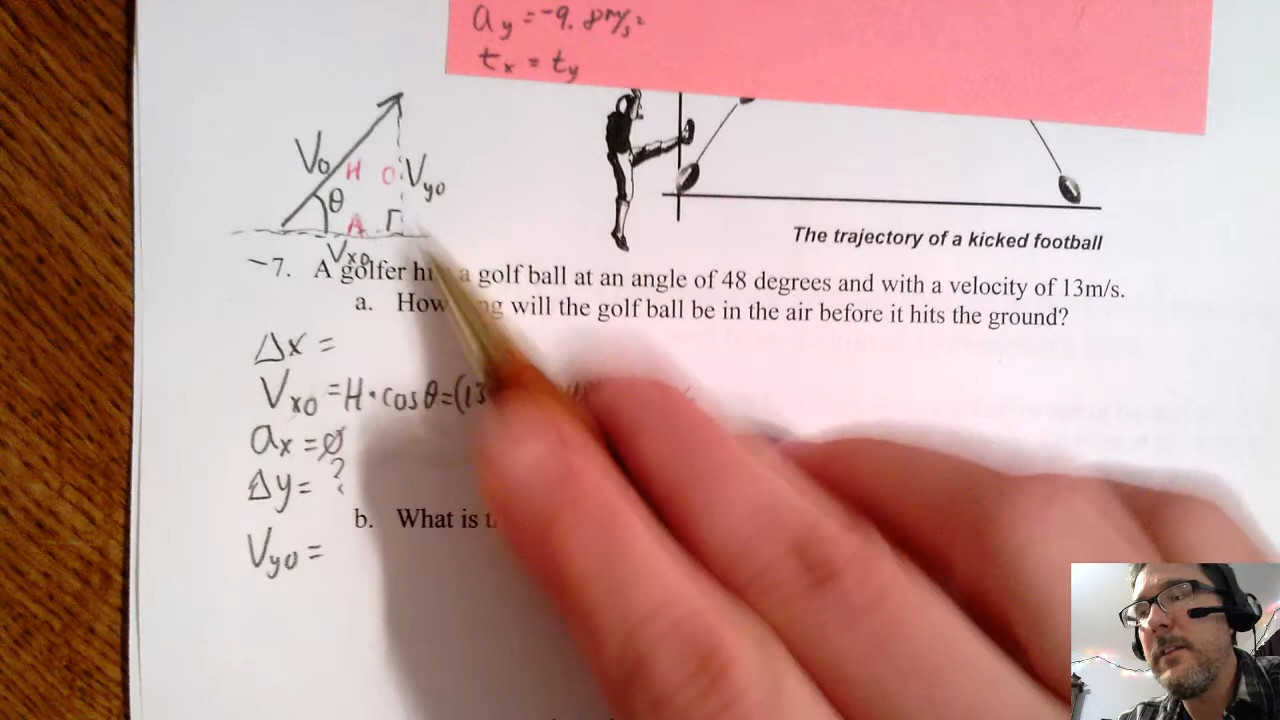 ay = -9.8 m/s²
tx = ty
V₀ H O Vyo
θ
A
Vxo
The trajectory of a kicked football
-7. A golfer a golf ball at an angle of 48 degrees and with a velocity of 13m/s.
a. How will the golf ball be in the air before it hits the ground?
Δx =
Vxo = H · cosθ = (13
ax = ∅
Δy = ?
b. What is
Vyo =